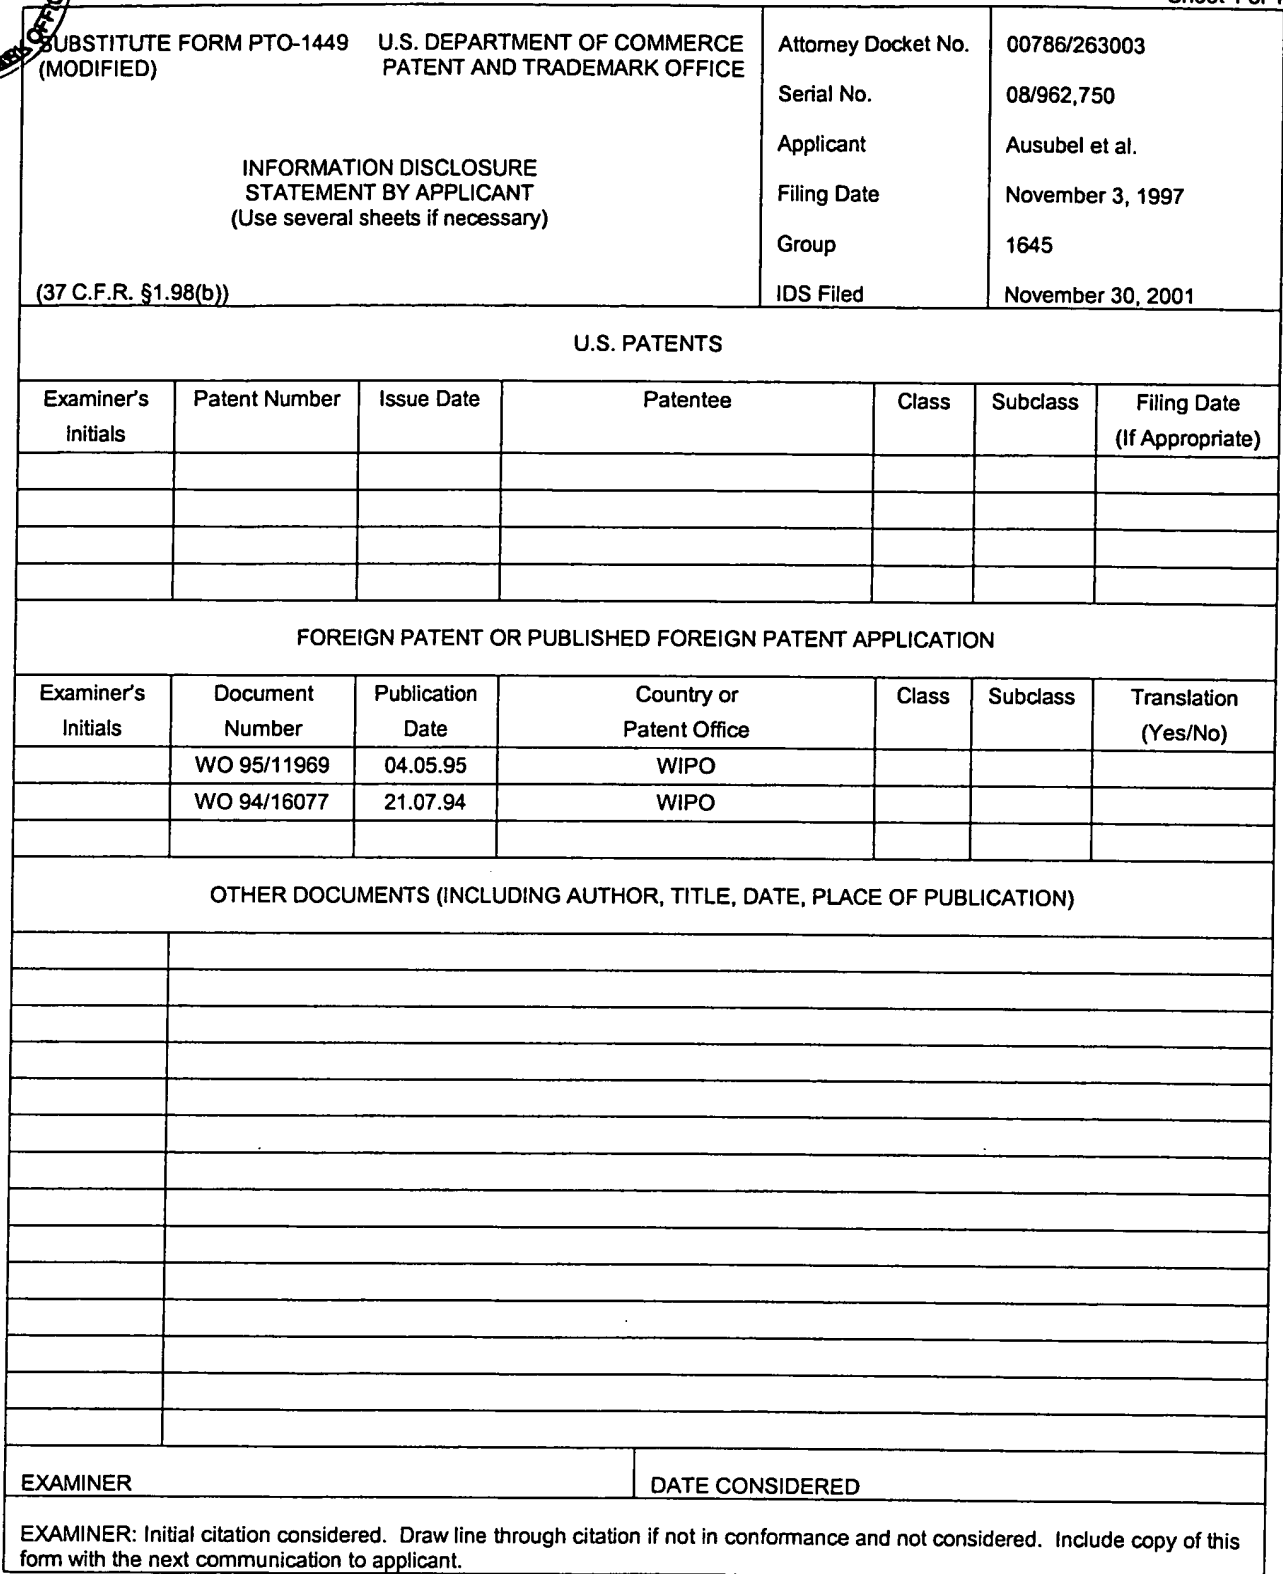 SUBSTITUTE FORM PTO-1449 U.S. DEPARTMENT OF COMMERCE
(MODIFIED) PATENT AND TRADEMARK OFFICE
INFORMATION DISCLOSURE
STATEMENT BY APPLICANT
(Use several sheets if necessary)
(37 C.F.R. §1.98(b))
Attorney Docket No. 00786/263003
Serial No. 08/962,750
Applicant Ausubel et al.
Filing Date November 3, 1997
Group 1645
IDS Filed November 30, 2001
U.S. PATENTS
Examiner's Patent Number Issue Date Patentee Class Subclass Filing Date
Initials (If Appropriate)
FOREIGN PATENT OR PUBLISHED FOREIGN PATENT APPLICATION
Examiner's Document Publication Country or Class Subclass Translation
Initials Number Date Patent Office (Yes/No)
WO 95/11969 04.05.95 WIPO
WO 94/16077 21.07.94 WIPO
OTHER DOCUMENTS (INCLUDING AUTHOR, TITLE, DATE, PLACE OF PUBLICATION)
EXAMINER DATE CONSIDERED
EXAMINER: Initial citation considered. Draw line through citation if not in conformance and not considered. Include copy of this
form with the next communication to applicant.